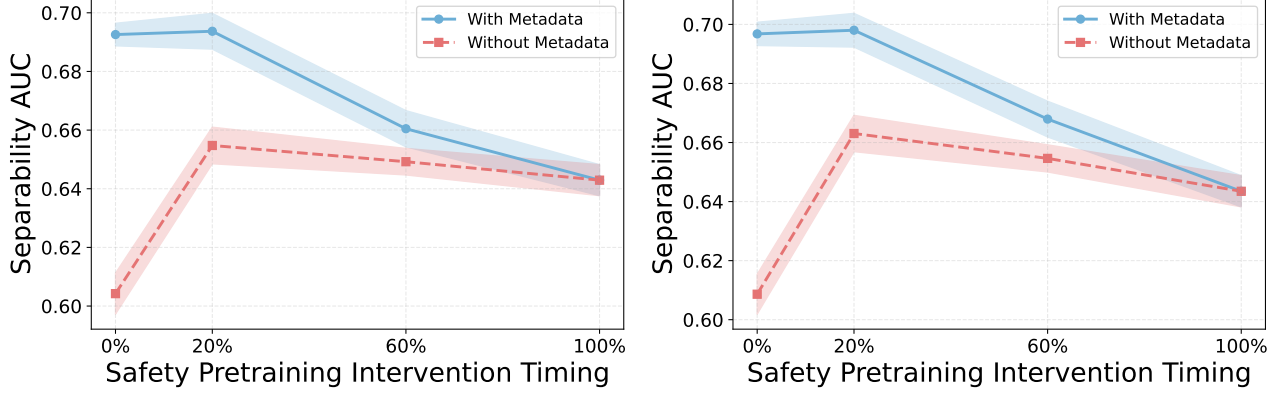 0.70
0.68
0.66
0.64
0.62
0.60
Separability AUC
With Metadata
Without Metadata
0%
20%
60%
100%
Safety Pretraining Intervention Timing
0.70
0.68
0.66
0.64
0.62
0.60
Separability AUC
With Metadata
Without Metadata
0%
20%
60%
100%
Safety Pretraining Intervention Timing